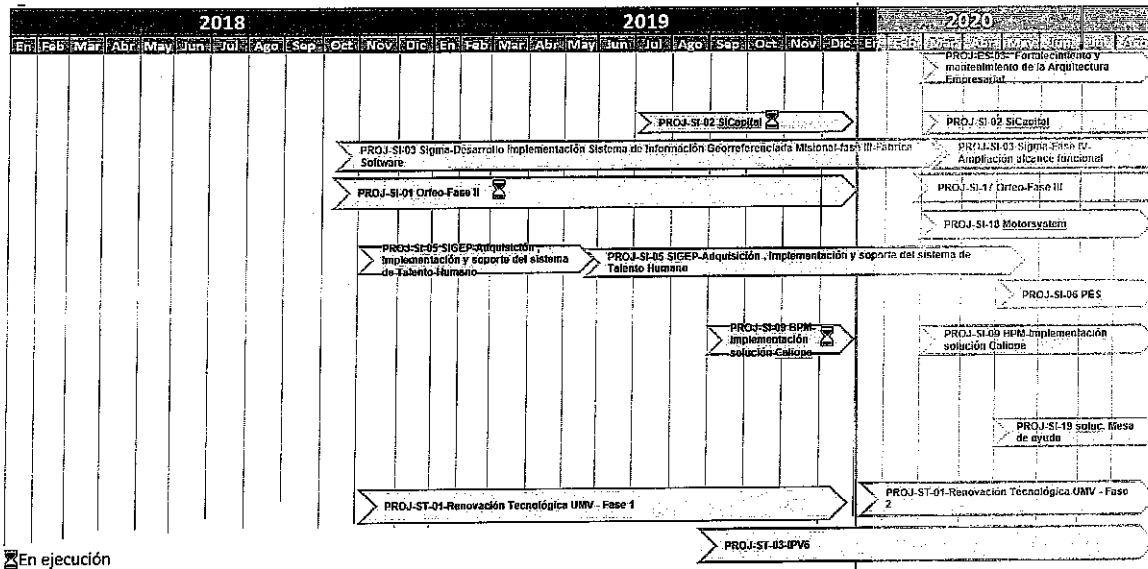 2018 2019 2020
En Feb Mar Abr May Jun Jul Ago Sep Oct Nov Dic En Feb Mar Abr May Jun Jul Ago Sep Oct Nov Dic En Feb Mar Abr May Jun Jul Ago
PROJ-ES-03- Fortalecimiento y
mantenimiento de la Arquitectura
Empresarial
PROJ-SI-02 SiCapital
PROJ-SI-02 SiCapital
PROJ-SI-03 Sigma-Desarrollo Implementación Sistema de Información Georreferenciada Misional-fase III-Fabrica
Software
PROJ-SI-03 Sigma-Fase IV-
Ampliación alcance funcional
PROJ-SI-01 Orfeo-Fase II
PROJ-SI-17 Orfeo-Fase III
PROJ-SI-18 Motorsystem
PROJ-SI-05 SIGEP-Adquisición ,
Implementación y soporte del sistema
de Talento Humano
PROJ-SI-05 SIGEP-Adquisición , Implementación y soporte del sistema de
Talento Humano
PROJ-SI-06 PES
PROJ-SI-09 BPM-
Implementación
solución Caliope
PROJ-SI-09 BPM-Implementación
solución Caliope
PROJ-SI-19 soluc. Mesa
de ayuda
PROJ-ST-01-Renovación Tecnológica UMV - Fase 1
PROJ-ST-01-Renovación Técnológica UMV - Fase
2
PROJ-ST-03-IPV6
En ejecución